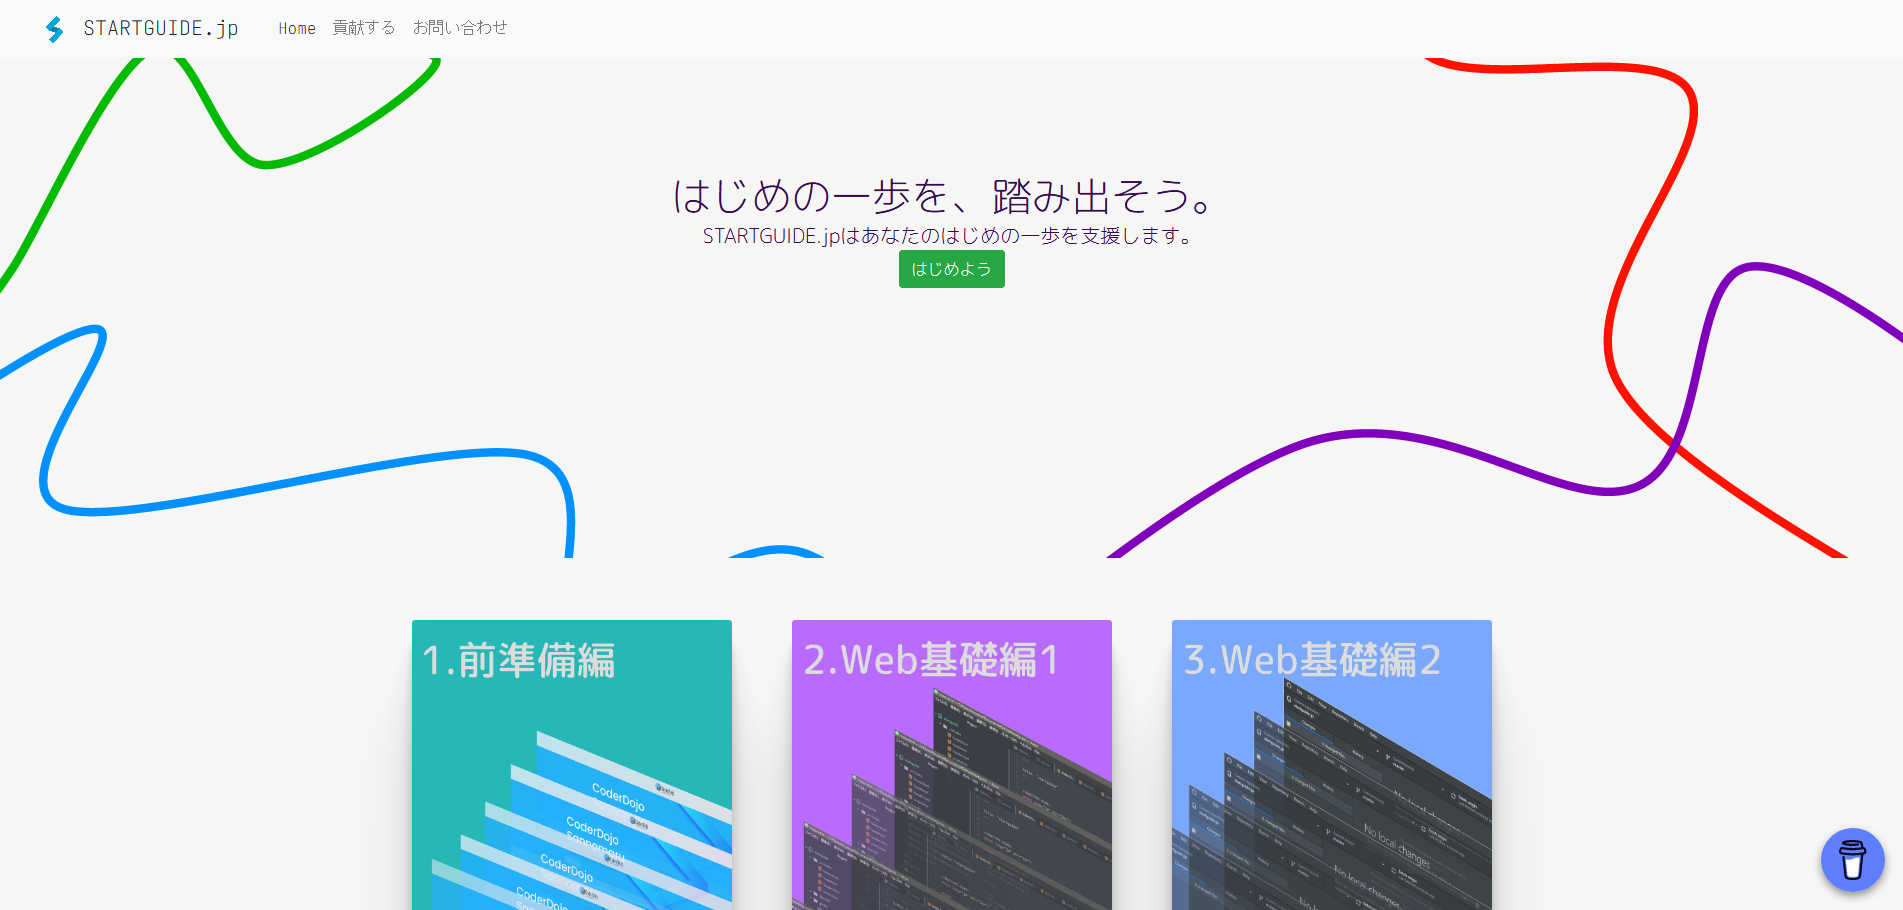 STARTGUIDE.jp
Home 貢献する お問い合わせ
はじめの一歩を、踏み出そう。
STARTGUIDE.jpはあなたのはじめの一歩を支援します。
はじめよう
1.前準備編
2.Web基礎編1
3.Web基礎編2
CoderDojo
CoderDojo
Sannomaru
CoderDojo
CoderDojo
No local changes
No local changes